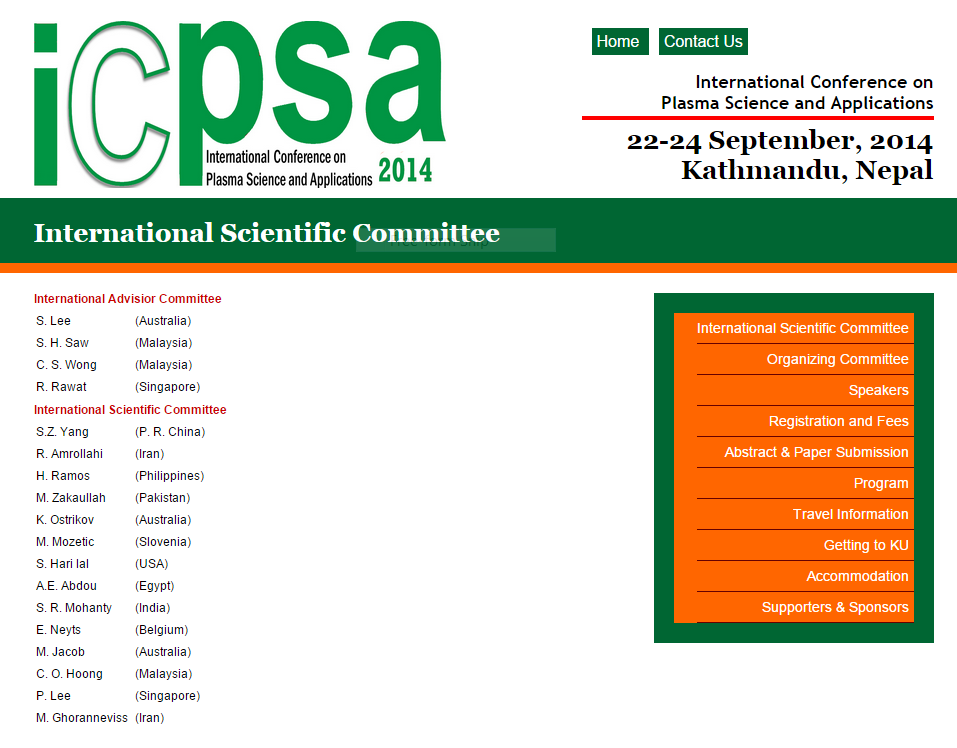 icpsa
International Conference on
Plasma Science and Applications 2014
Home Contact Us
International Conference on
Plasma Science and Applications
22-24 September, 2014
Kathmandu, Nepal
International Scientific Committee
Free-form Snip
International Advisior Committee
S. Lee (Australia)
S. H. Saw (Malaysia)
C. S. Wong (Malaysia)
R. Rawat (Singapore)
International Scientific Committee
S.Z. Yang (P. R. China)
R. Amrollahi (Iran)
H. Ramos (Philippines)
M. Zakaullah (Pakistan)
K. Ostrikov (Australia)
M. Mozetic (Slovenia)
S. Hari lal (USA)
A.E. Abdou (Egypt)
S. R. Mohanty (India)
E. Neyts (Belgium)
M. Jacob (Australia)
C. O. Hoong (Malaysia)
P. Lee (Singapore)
M. Ghoranneviss (Iran)
International Scientific Committee
Organizing Committee
Speakers
Registration and Fees
Abstract & Paper Submission
Program
Travel Information
Getting to KU
Accommodation
Supporters & Sponsors